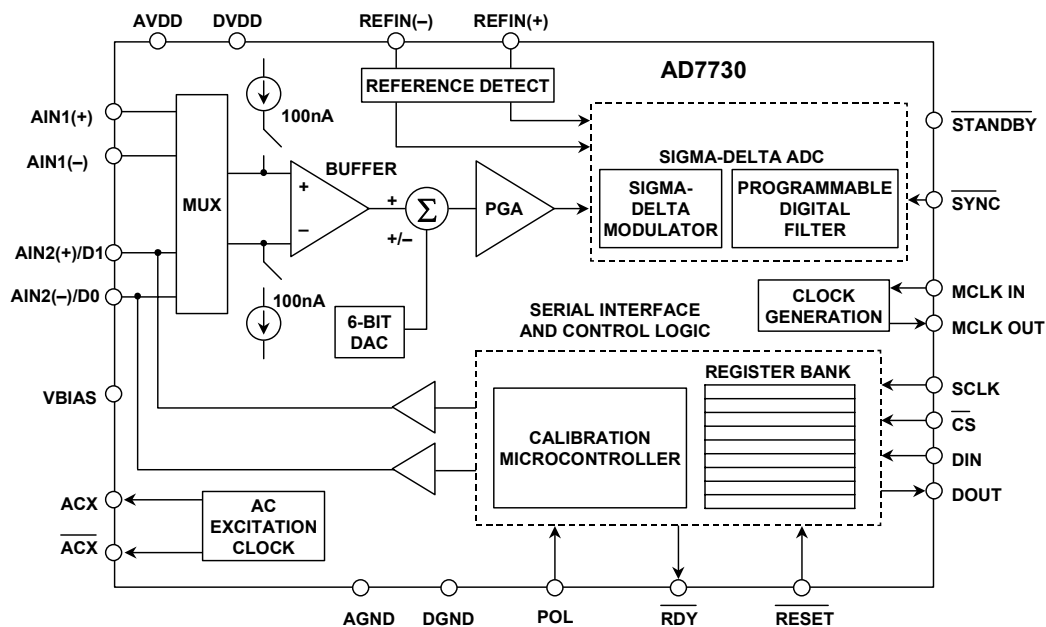 AVDD DVDD REFIN(–) REFIN(+)
AD7730
REFERENCE DETECT
AIN1(+)
100nA
STANDBY
AIN1(–)
BUFFER
SIGMA-DELTA ADC
MUX
+
–
+
+/–
Σ
PGA
SIGMA-
DELTA
MODULATOR
PROGRAMMABLE
DIGITAL
FILTER
SYNC
AIN2(+)/D1
AIN2(–)/D0
100nA
6-BIT
DAC
SERIAL INTERFACE
AND CONTROL LOGIC
CLOCK
GENERATION
MCLK IN
MCLK OUT
REGISTER BANK
VBIAS
CALIBRATION
MICROCONTROLLER
SCLK
CS
DIN
DOUT
ACX
ACX
AC
EXCITATION
CLOCK
AGND DGND POL RDY RESET